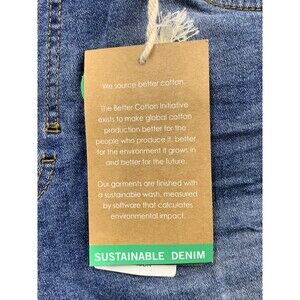 We source better cotton.
The Better Cotton Initiative
exists to make global cotton
production better for the
people who produce it, better
for the environment it grows in
and better for the future.
Our garments are finished with
a sustainable wash, measured
by software that calculates
environmental impact.
SUSTAINABLE DENIM